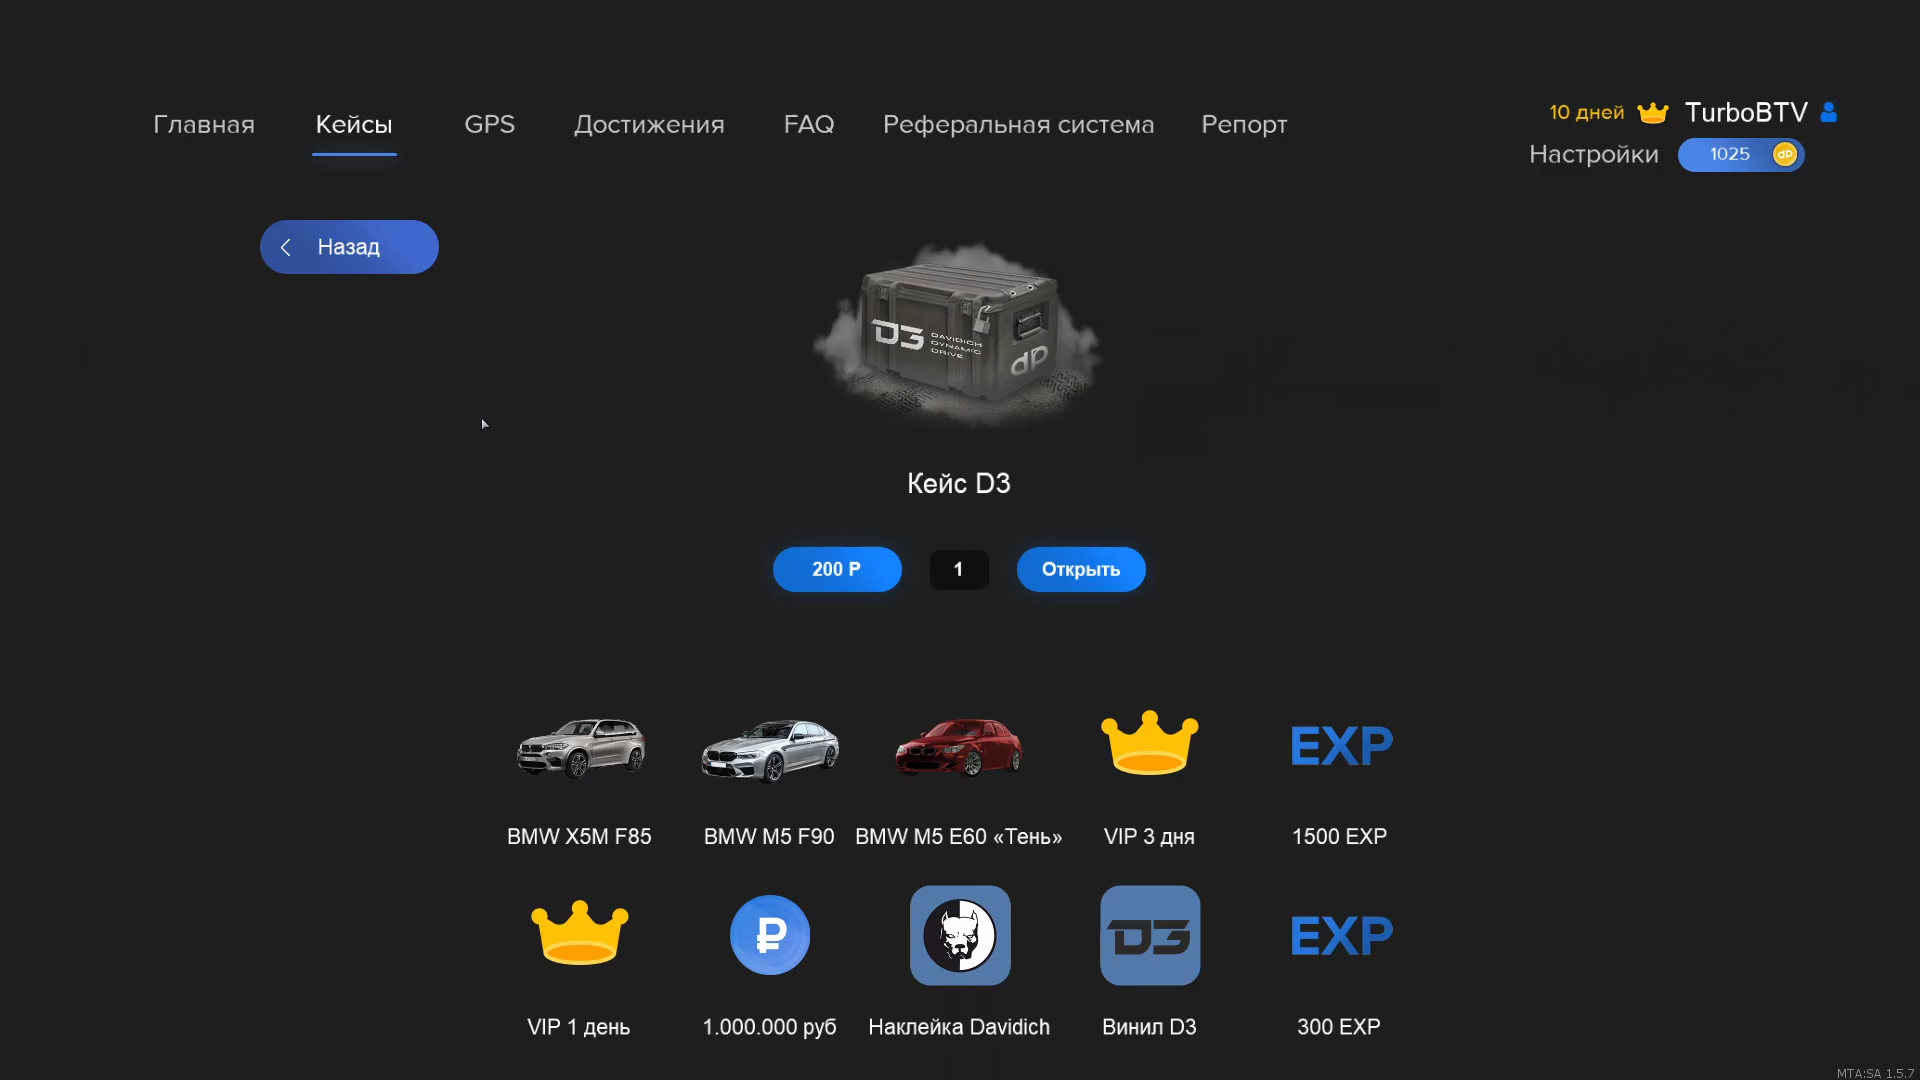 10 дней TurboBTV
Главная Кейсы GPS Достижения FAQ Реферальная система Репорт
Настройки 1025 dp
Назад
D3 DAVIDICH
DYNAMIC
DRIVE
dp
Кейс D3
200 Р 1 Открыть
EXP
BMW X5M F85 BMW M5 F90 BMW M5 E60 «Тень» VIP 3 дня 1500 EXP
₽ D3 EXP
VIP 1 день 1.000.000 руб Наклейка Davidich Винил D3 300 EXP
MTA:SA 1.5.7